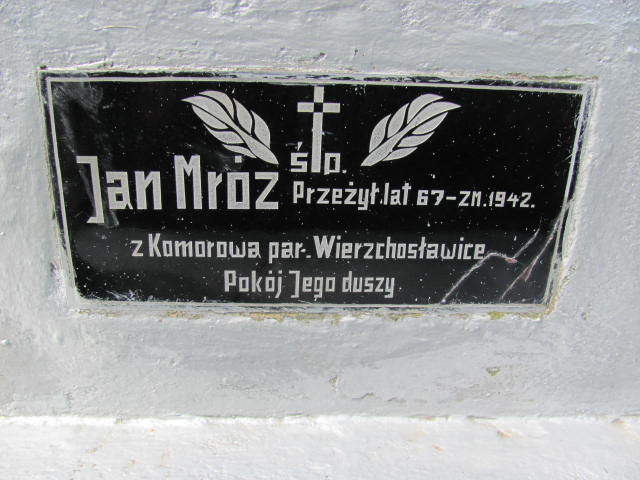 ś.p.
Jan Mróz Przeżył.lat 67-ZM.1942.
z Komorowa par. Wierzchosławice
Pokój Jego duszy